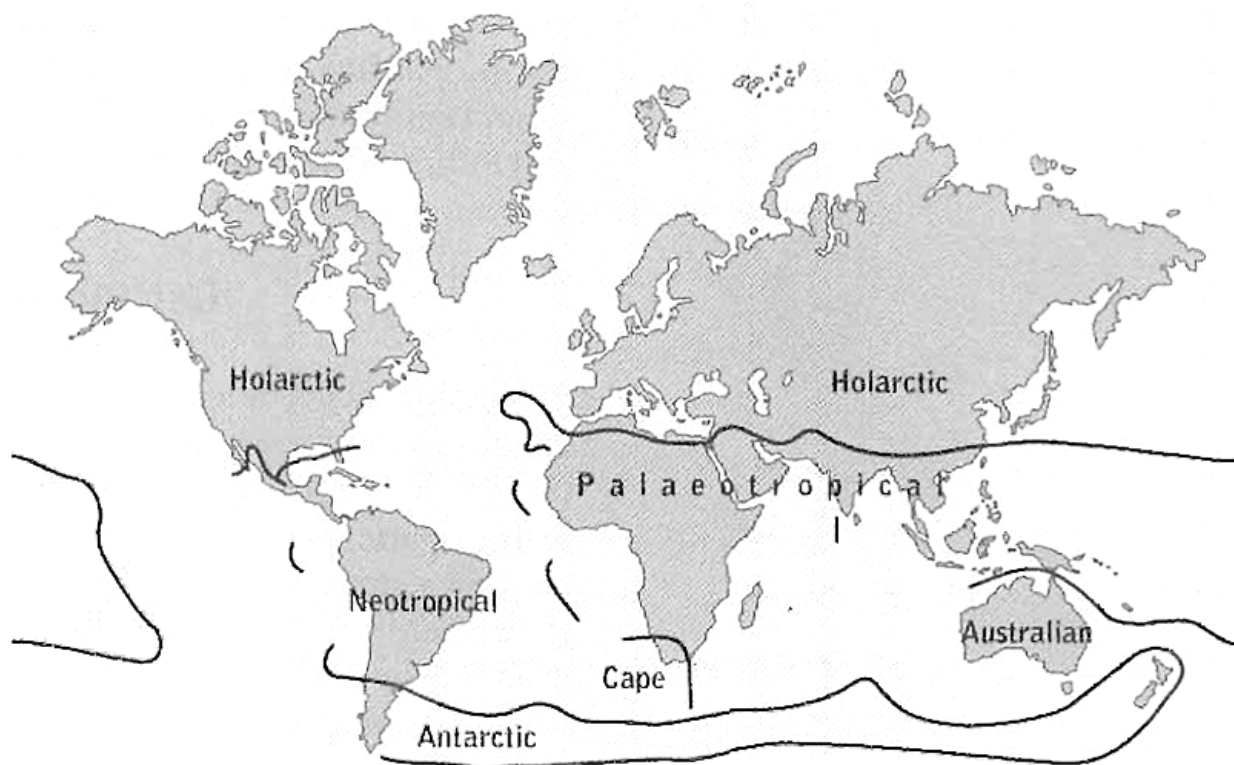 Holarctic
Holarctic
Palaeotropical
Neotropical
Australian
Cape
Antarctic